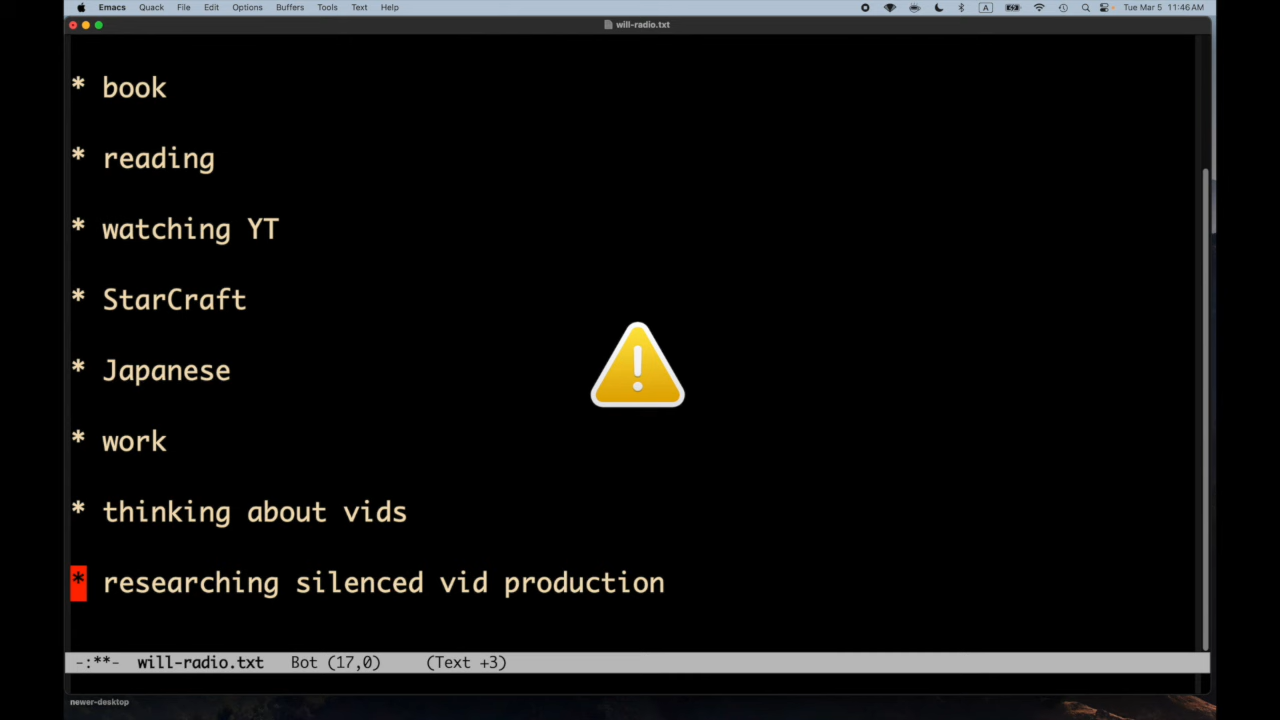 Emacs Quack File Edit Options Buffers Tools Text Help A Tue Mar 5 11:46 AM
will-radio.txt
* book
* reading
* watching YT
* StarCraft
* Japanese
* work
* thinking about vids
* researching silenced vid production
-:**- will-radio.txt Bot (17,0) (Text +3)
newer-desktop